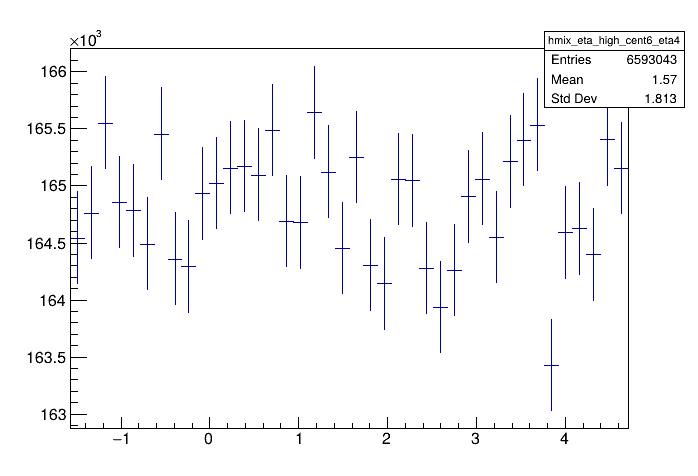 ×10³
hmix_eta_high_cent6_eta4
Entries 6593043
Mean 1.57
Std Dev 1.813
166
165.5
165
164.5
164
163.5
163
−1 0 1 2 3 4